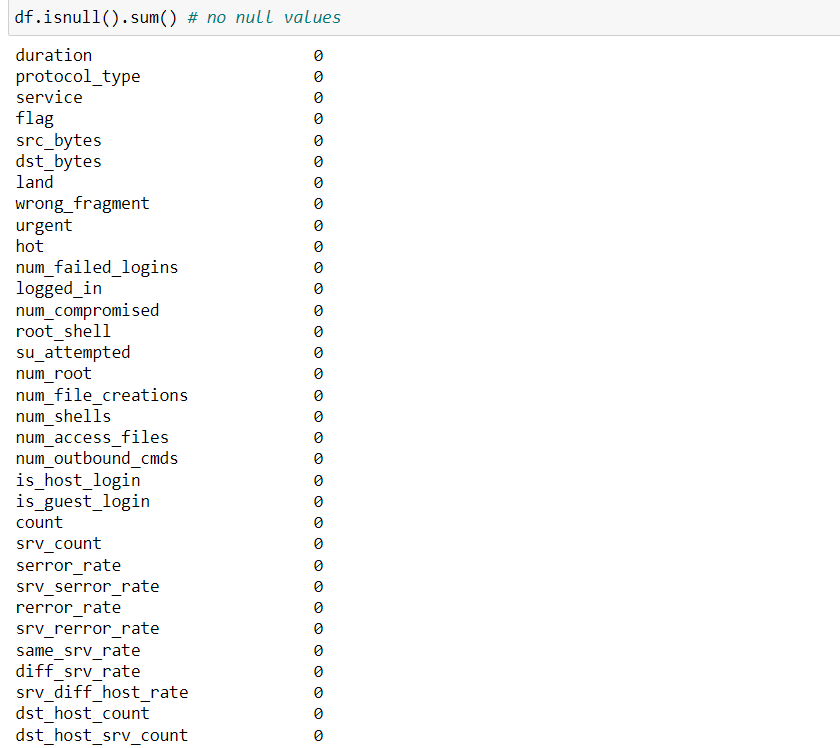 df.isnull().sum() # no null values
duration 0
protocol_type 0
service 0
flag 0
src_bytes 0
dst_bytes 0
land 0
wrong_fragment 0
urgent 0
hot 0
num_failed_logins 0
logged_in 0
num_compromised 0
root_shell 0
su_attempted 0
num_root 0
num_file_creations 0
num_shells 0
num_access_files 0
num_outbound_cmds 0
is_host_login 0
is_guest_login 0
count 0
srv_count 0
serror_rate 0
srv_serror_rate 0
rerror_rate 0
srv_rerror_rate 0
same_srv_rate 0
diff_srv_rate 0
srv_diff_host_rate 0
dst_host_count 0
dst_host_srv_count 0